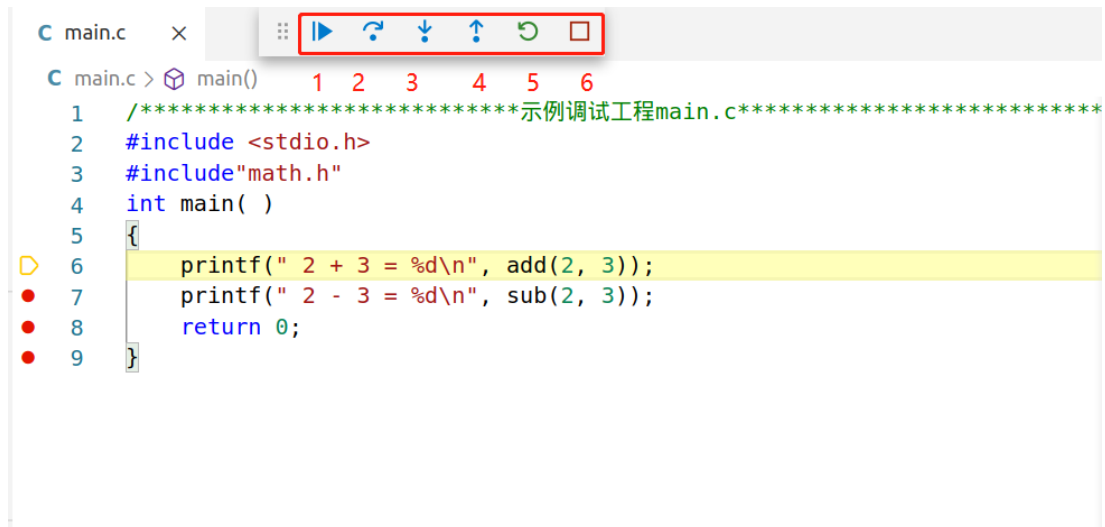 C main.c ×
C main.c > main()
1 2 3 4 5 6
1 /****************************示例调试工程main.c***************************
2 #include <stdio.h>
3 #include"math.h"
4 int main( )
5 {
6 printf(" 2 + 3 = %d\n", add(2, 3));
7 printf(" 2 - 3 = %d\n", sub(2, 3));
8 return 0;
9 }